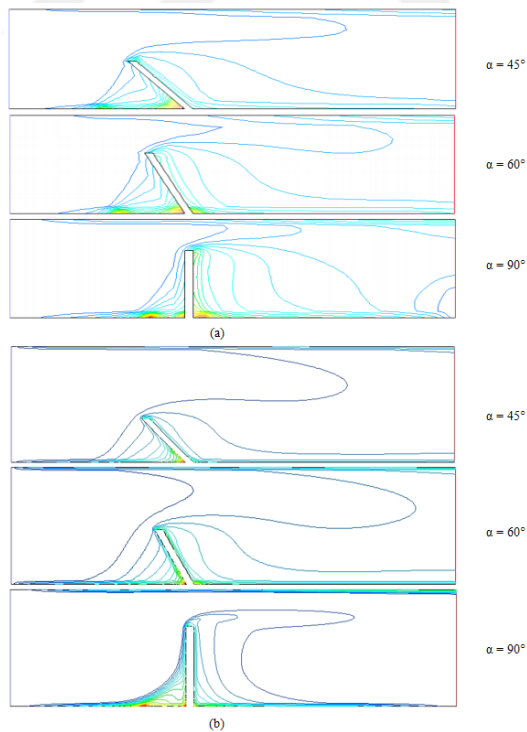 α = 45°
α = 60°
α = 90°
(a)
α = 45°
α = 60°
α = 90°
(b)